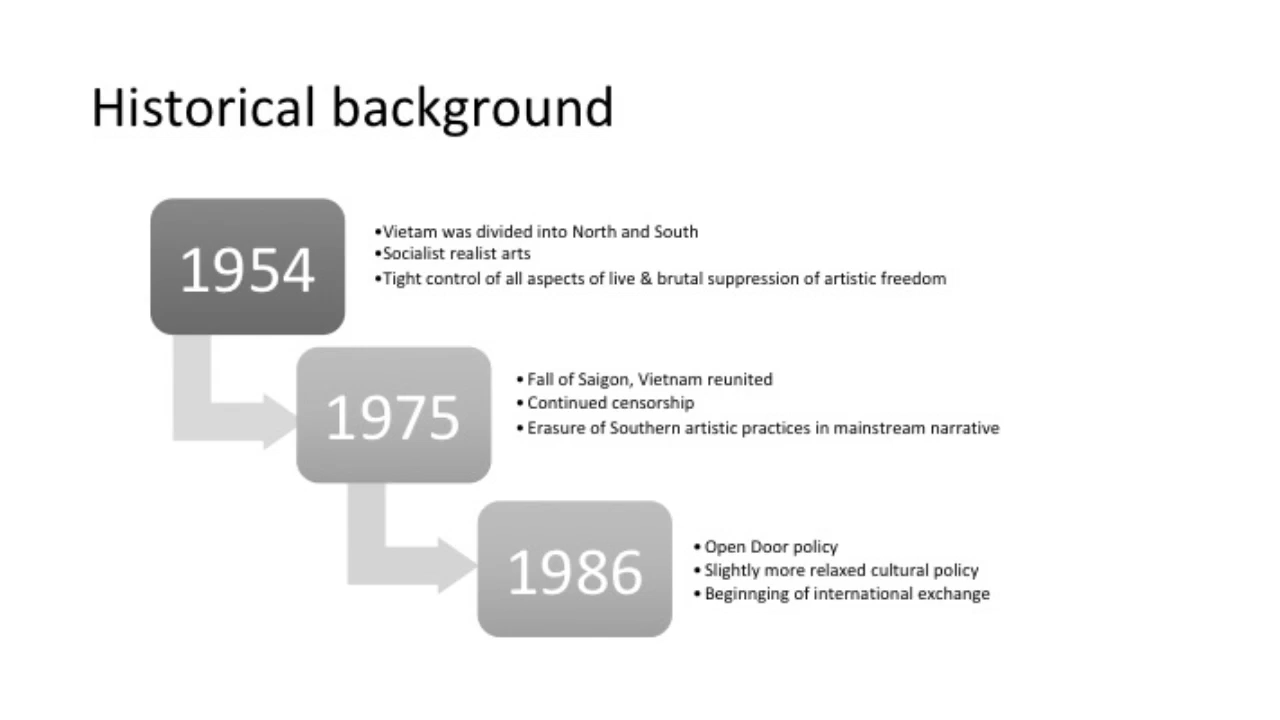 Historical background
1954
•Vietam was divided into North and South
•Socialist realist arts
•Tight control of all aspects of live & brutal suppression of artistic freedom
1975
• Fall of Saigon, Vietnam reunited
• Continued censorship
• Erasure of Southern artistic practices in mainstream narrative
1986
• Open Door policy
• Slightly more relaxed cultural policy
• Beginnging of international exchange